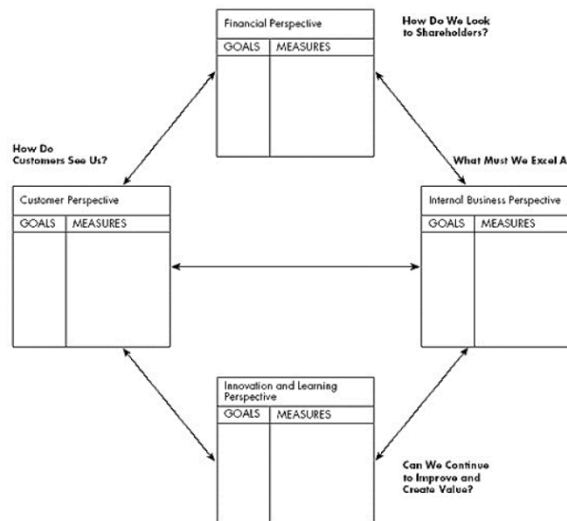 Financial Perspective
GOALS MEASURES
How Do We Look
to Shareholders?
How Do
Customers See Us?
What Must We Excel A
Customer Perspective
GOALS MEASURES
Internal Business Perspective
GOALS MEASURES
Innovation and Learning
Perspective
GOALS MEASURES
Can We Continue
to Improve and
Create Value?